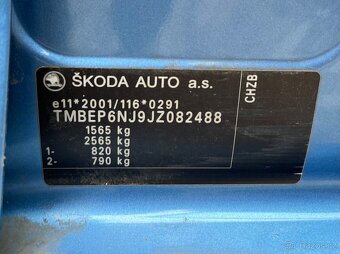 ŠKODA AUTO a.s.
e11*2001/116*0291
TMBEP6NJ9JZ082488
1565 kg
2565 kg
1- 820 kg
2- 790 kg
CHZB